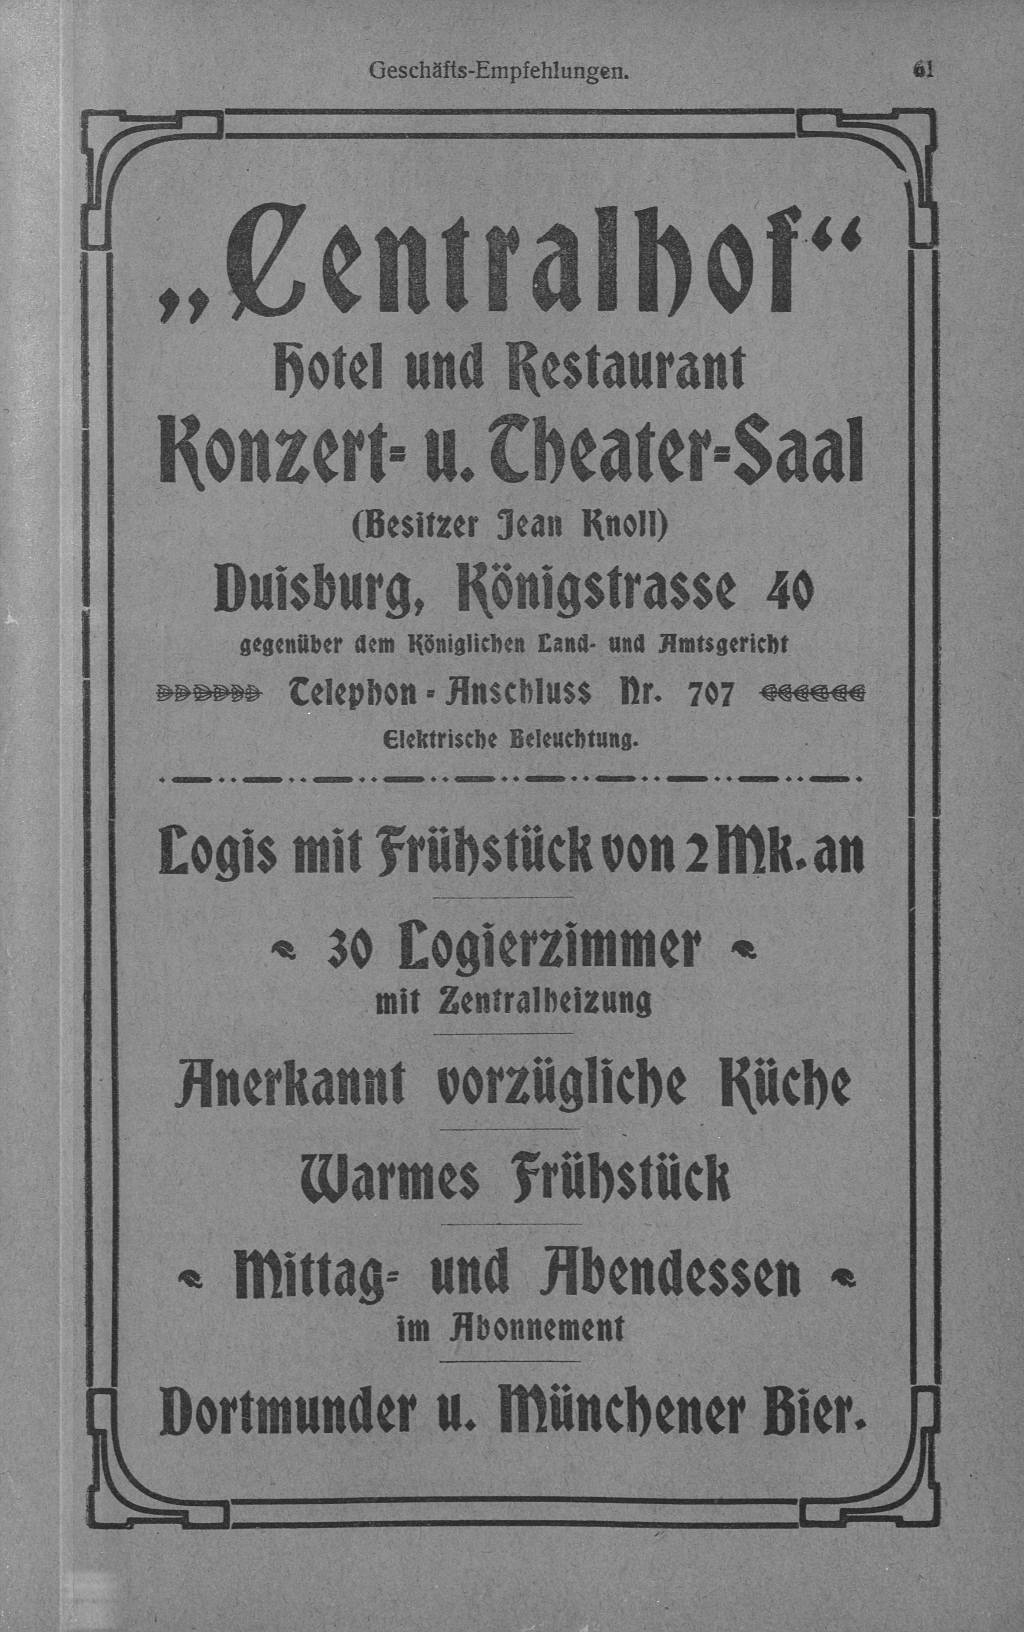 Geschäfts-Empfehlungen. 61
„Centralhof“
Hotel und Restaurant
Konzert- u. Theater-Saal
(Besitzer Jean Knoll)
Duisburg, Königstrasse 40
gegenüber dem Königlichen Land- und Amtsgericht
Telephon-Anschluss Nr. 707
Elektrische Beleuchtung.
Logis mit Frühstück von 2 Mk. an
30 Logierzimmer
mit Zentralheizung
Anerkannt vorzügliche Küche
Warmes Frühstück
Mittag- und Abendessen
im Abonnement
Dortmunder u. Münchener Bier.